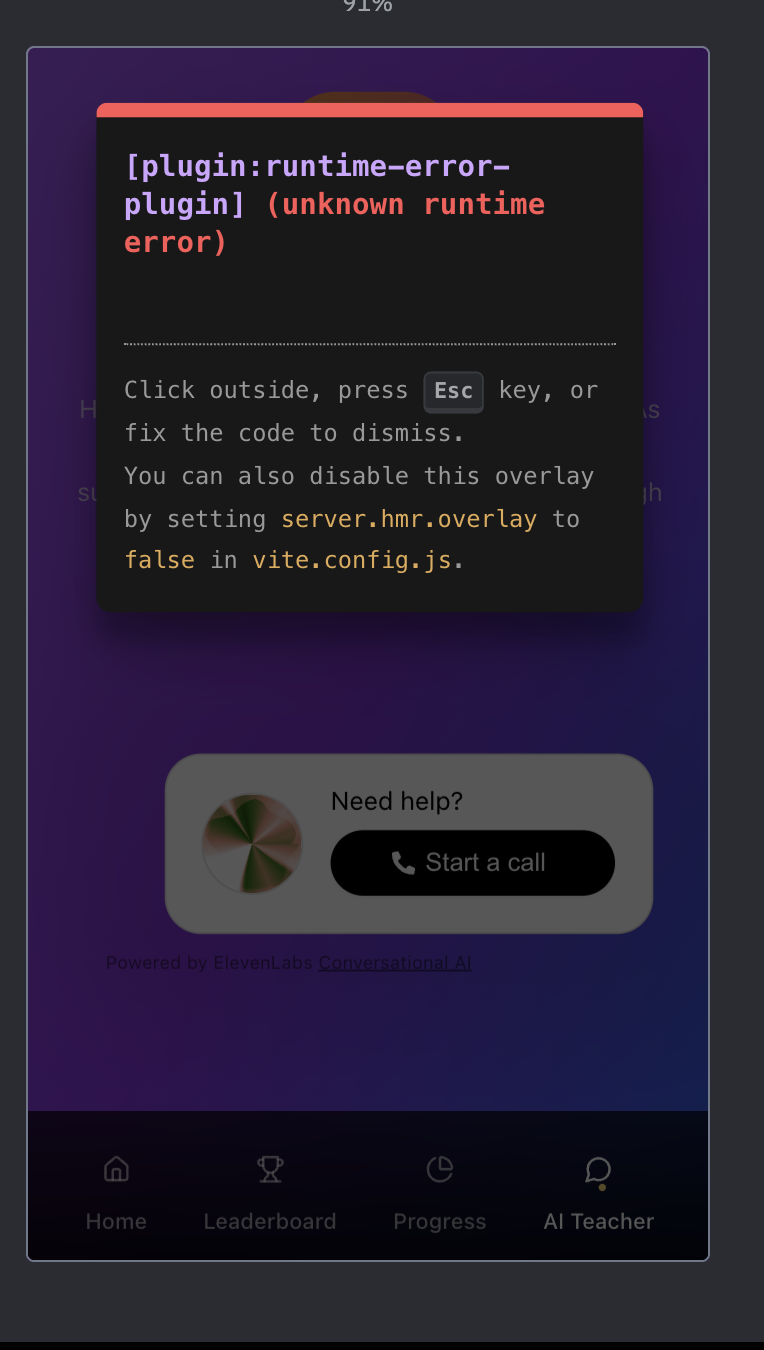 91%
[plugin:runtime-error-
plugin] (unknown runtime
error)
Click outside, press Esc key, or
fix the code to dismiss.
You can also disable this overlay
by setting server.hmr.overlay to
false in vite.config.js.
Need help?
Start a call
Powered by ElevenLabs Conversational AI
Home Leaderboard Progress AI Teacher